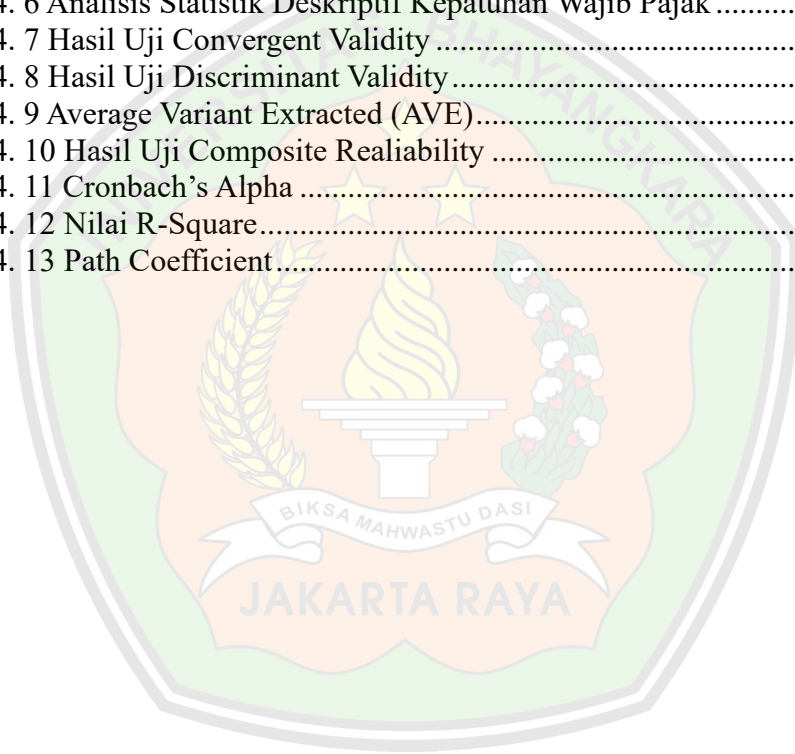 4. 6 Analisis Statistik Deskriptif Kepatuhan Wajib Pajak ..........
4. 7 Hasil Uji Convergent Validity ..........................................
4. 8 Hasil Uji Discriminant Validity ........................................
4. 9 Average Variant Extracted (AVE) .....................................
4. 10 Hasil Uji Composite Realiability ...................................
4. 11 Cronbach's Alpha ..........................................................
4. 12 Nilai R-Square ...............................................................
4. 13 Path Coefficient .............................................................
UNIVERSITAS BHAYANGKARA
BIKSA MAHWASTU DASI
JAKARTA RAYA